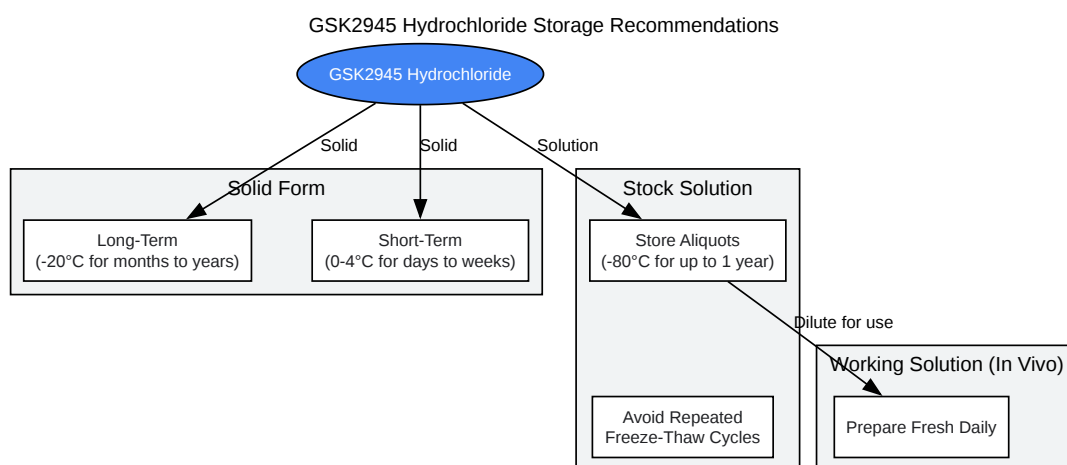 GSK2945 Hydrochloride Storage Recommendations
GSK2945 Hydrochloride
Solid
Solid
Solution
Solid Form
Stock Solution
Long-Term
(-20°C for months to years)
Short-Term
(0-4°C for days to weeks)
Store Aliquots
(-80°C for up to 1 year)
Dilute for use
Working Solution (In Vivo)
Avoid Repeated
Freeze-Thaw Cycles
Prepare Fresh Daily